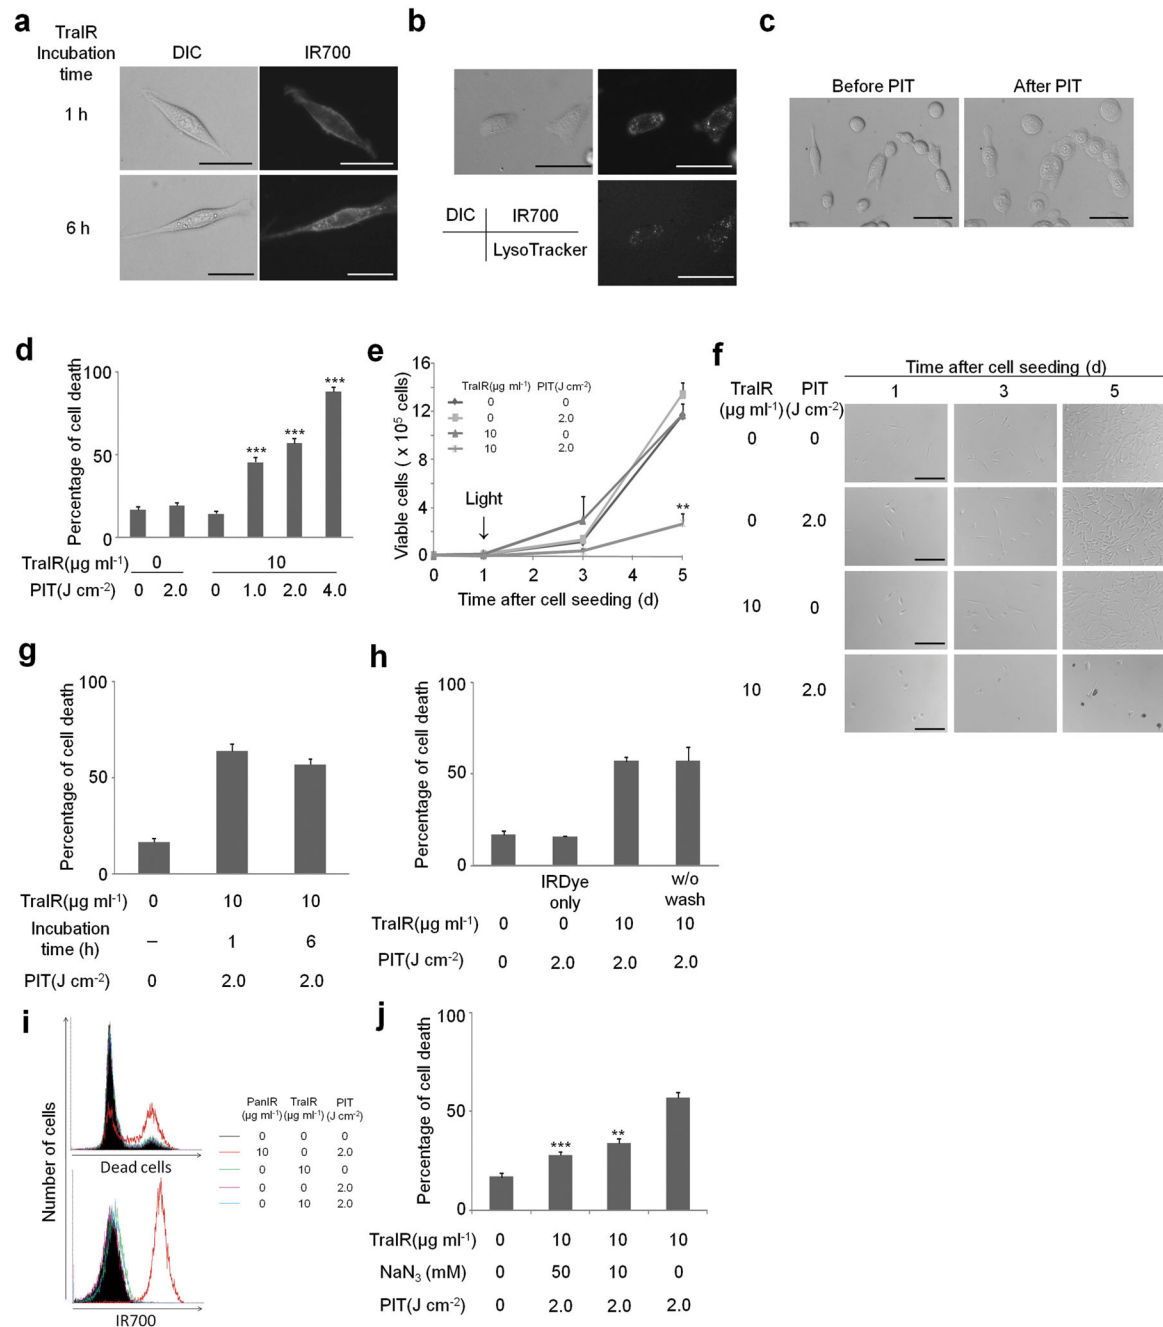 a
TraIR
Incubation
time
DIC
IR700
1 h
6 h
b
DIC
IR700
LysoTracker
c
Before PIT
After PIT
d
Percentage of cell death
100
50
0
***
***
***
TraIR(µg ml-1)
0
10
PIT(J cm-2)
0 2.0 0 1.0 2.0 4.0
e
Viable cells ( x 10^5 cells)
16
12
8
4
0
TraIR(µg ml-1) PIT(J cm-2)
0 0
0 2.0
10 0
10 2.0
Light
**
0 1 2 3 4 5
Time after cell seeding (d)
f
Time after cell seeding (d)
TraIR
(µg ml-1)
PIT
(J cm-2)
1 3 5
0 0
0 2.0
10 0
10 2.0
g
Percentage of cell death
100
50
0
TraIR(µg ml-1) 0 10 10
Incubation
time (h)
– 1 6
PIT(J cm-2) 0 2.0 2.0
h
Percentage of cell death
100
50
0
IRDye
only
w/o
wash
TraIR(µg ml-1) 0 0 10 10
PIT(J cm-2) 0 2.0 2.0 2.0
i
Number of cells
Dead cells
IR700
PanIR TraIR PIT
(µg ml-1) (µg ml-1) (J cm-2)
0 0 0
10 0 2.0
0 10 0
0 0 2.0
0 10 2.0
j
Percentage of cell death
100
50
0
***
**
TraIR(µg ml-1) 0 10 10 10
NaN3 (mM) 0 50 10 0
PIT(J cm-2) 0 2.0 2.0 2.0